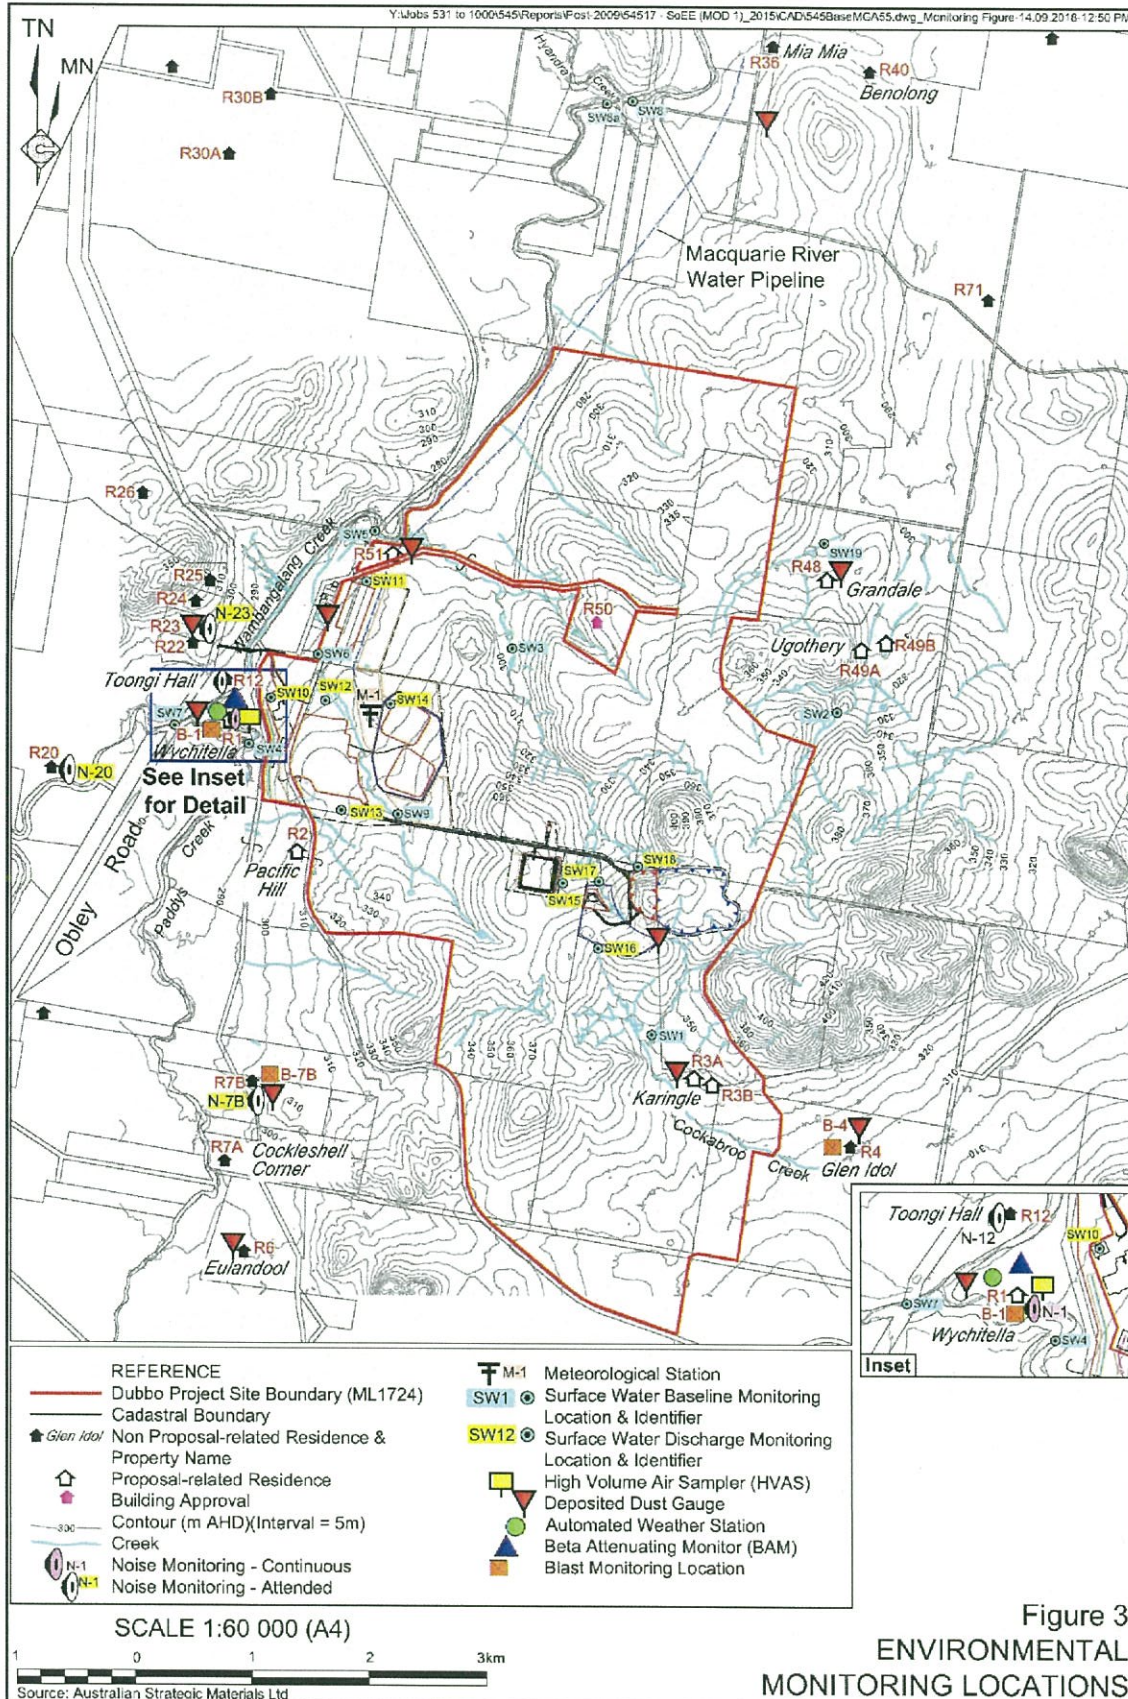 Y:\Jobs 531 to 1000\545\Reports\Post-2009\54517 - SoEE (MOD 1)_2015\CAD\545BaseMGA55.dwg_Monitoring Figure-14.09.2016-12:50 PM
TN
MN
R36
Mia Mia
R40
Benolong
Hyandra
Creek
SW8a
SW8
R30B
R30A
Macquarie River
Water Pipeline
R71
R26
SW5
R51
SW11
Wambangalang Creek
R25
R24
N-23
R23
R22
SW6
SW3
R50
SW19
R48
Grandale
Ugothery
R49A
R49B
SW2
Toongi Hall
R12
SW10
SW12
M-1
SW14
SW7
B-1
R1
Wychitella
SW4
R20
N-20
See Inset
for Detail
SW13
SW9
R2
Pacific
Hill
Obley
Road
Paddys
Creek
SW17
SW18
SW15
SW16
SW1
R3A
R3B
Karingle
Cockabroo
Creek
B-4
R4
Glen Idol
R7B
B-7B
N-7B
R7A
Cockleshell
Corner
R6
Eulandool
Toongi Hall
R12
N-12
SW10
R1
B-1
N-1
SW7
Wychitella
SW4
Inset
REFERENCE
Dubbo Project Site Boundary (ML1724)
Cadastral Boundary
Glen Idol Non Proposal-related Residence &
Property Name
Proposal-related Residence
Building Approval
300 Contour (m AHD)(Interval = 5m)
Creek
N-1 Noise Monitoring - Continuous
N-1 Noise Monitoring - Attended
M-1 Meteorological Station
SW1 Surface Water Baseline Monitoring
Location & Identifier
SW12 Surface Water Discharge Monitoring
Location & Identifier
High Volume Air Sampler (HVAS)
Deposited Dust Gauge
Automated Weather Station
Beta Attenuating Monitor (BAM)
Blast Monitoring Location
SCALE 1:60 000 (A4)
1 0 1 2 3km
Source: Australian Strategic Materials Ltd
Figure 3
ENVIRONMENTAL
MONITORING LOCATIONS